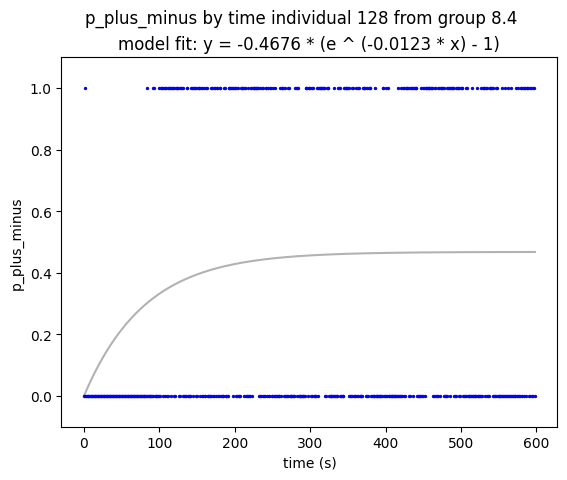 p_plus_minus by time individual 128 from group 8.4
model fit: y = -0.4676 * (e ^ (-0.0123 * x) - 1)
1.0
0.8
0.6
0.4
0.2
0.0
p_plus_minus
0 100 200 300 400 500 600
time (s)